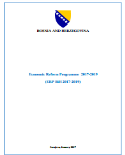 BOSNIA AND HERZEGOVINA
Economic Reform Programme 2017-2019
(ERP BiH 2017-2019)
Sarajevo, January 2017